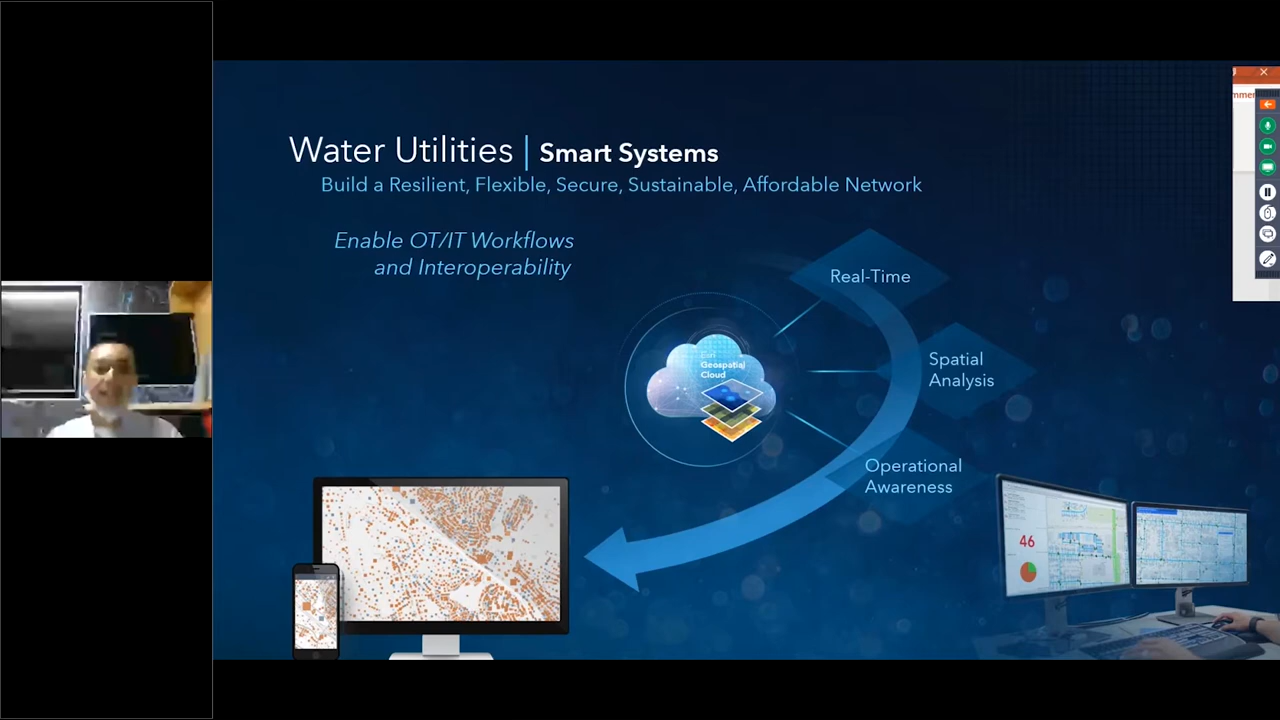 Water Utilities | Smart Systems
Build a Resilient, Flexible, Secure, Sustainable, Affordable Network
Enable OT/IT Workflows
and Interoperability
Real-Time
Spatial
Analysis
Esri
Geospatial
Cloud
Operational
Awareness
46